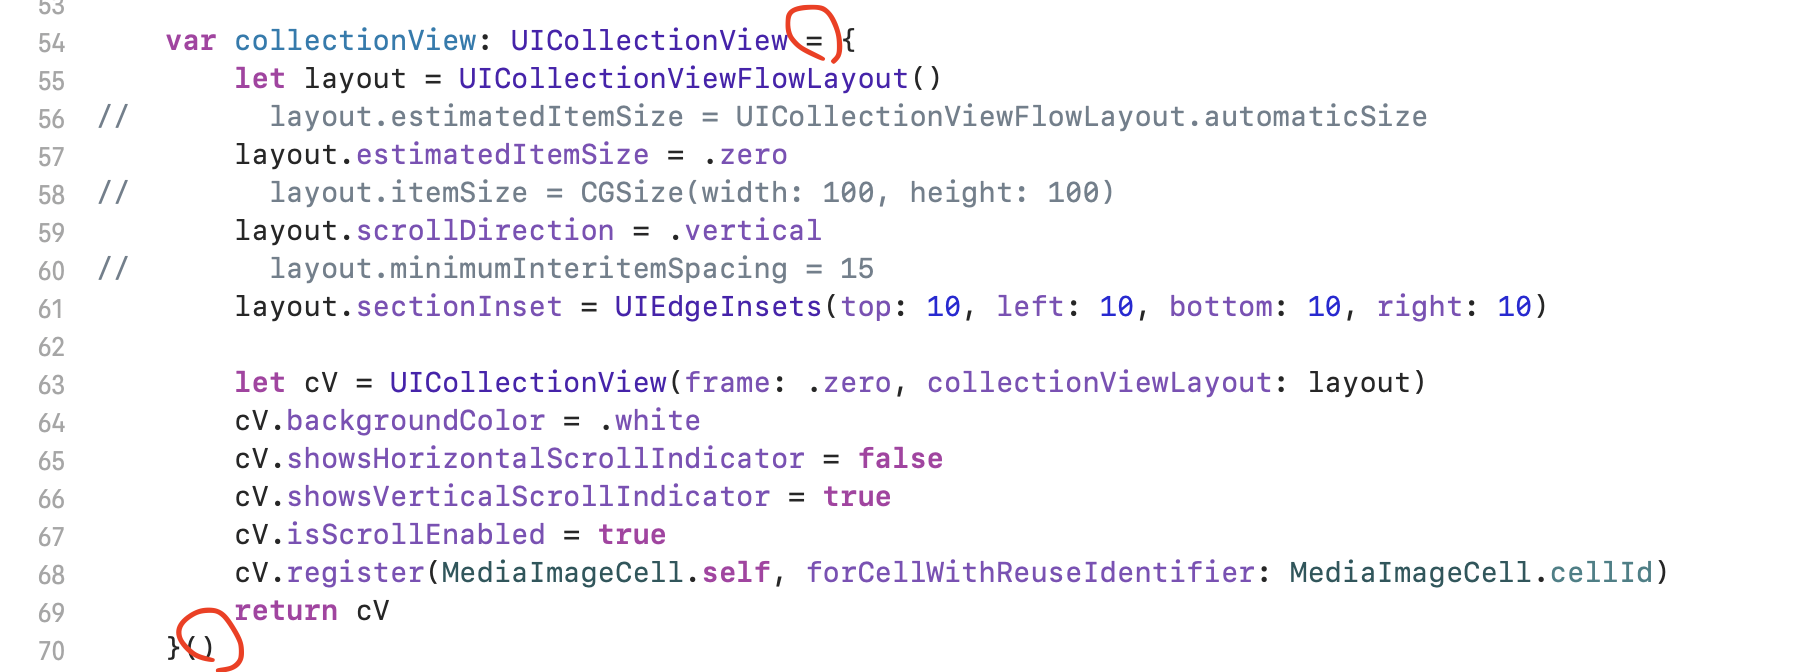 53
54 var collectionView: UICollectionView = {
55 let layout = UICollectionViewFlowLayout()
56 // layout.estimatedItemSize = UICollectionViewFlowLayout.automaticSize
57 layout.estimatedItemSize = .zero
58 // layout.itemSize = CGSize(width: 100, height: 100)
59 layout.scrollDirection = .vertical
60 // layout.minimumInteritemSpacing = 15
61 layout.sectionInset = UIEdgeInsets(top: 10, left: 10, bottom: 10, right: 10)
62
63 let cV = UICollectionView(frame: .zero, collectionViewLayout: layout)
64 cV.backgroundColor = .white
65 cV.showsHorizontalScrollIndicator = false
66 cV.showsVerticalScrollIndicator = true
67 cV.isScrollEnabled = true
68 cV.register(MediaImageCell.self, forCellWithReuseIdentifier: MediaImageCell.cellId)
69 return cV
70 }()